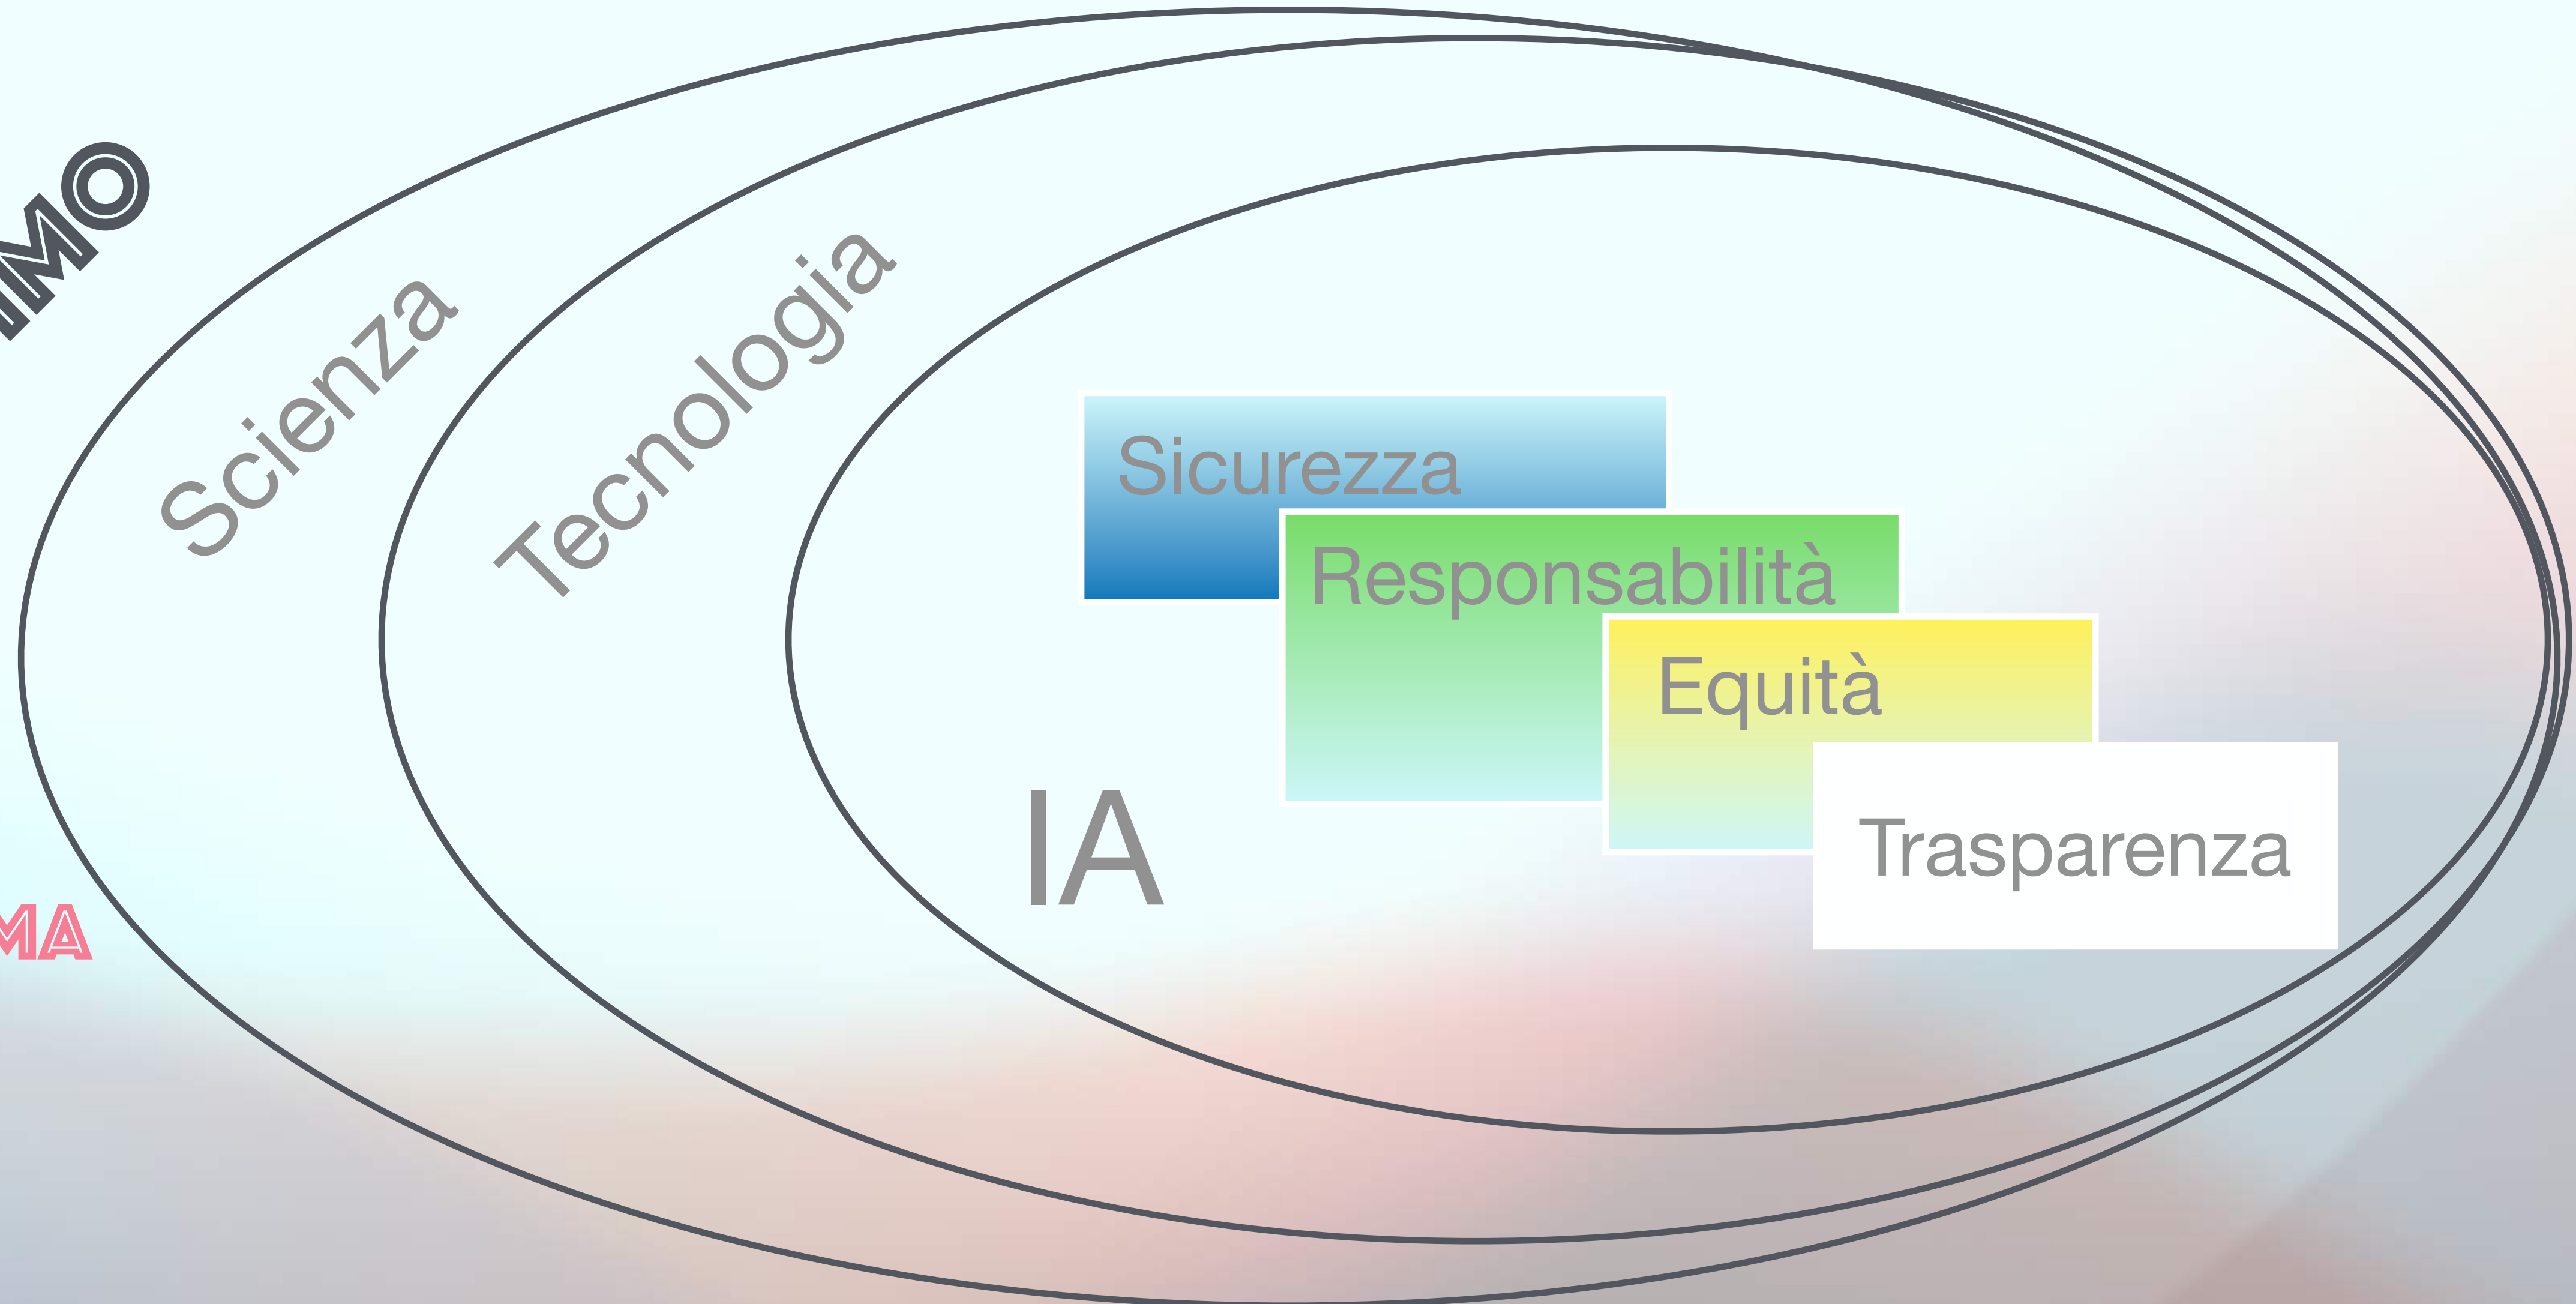 Scienza
Tecnologia
IA
Sicurezza
Responsabilità
Equità
Trasparenza